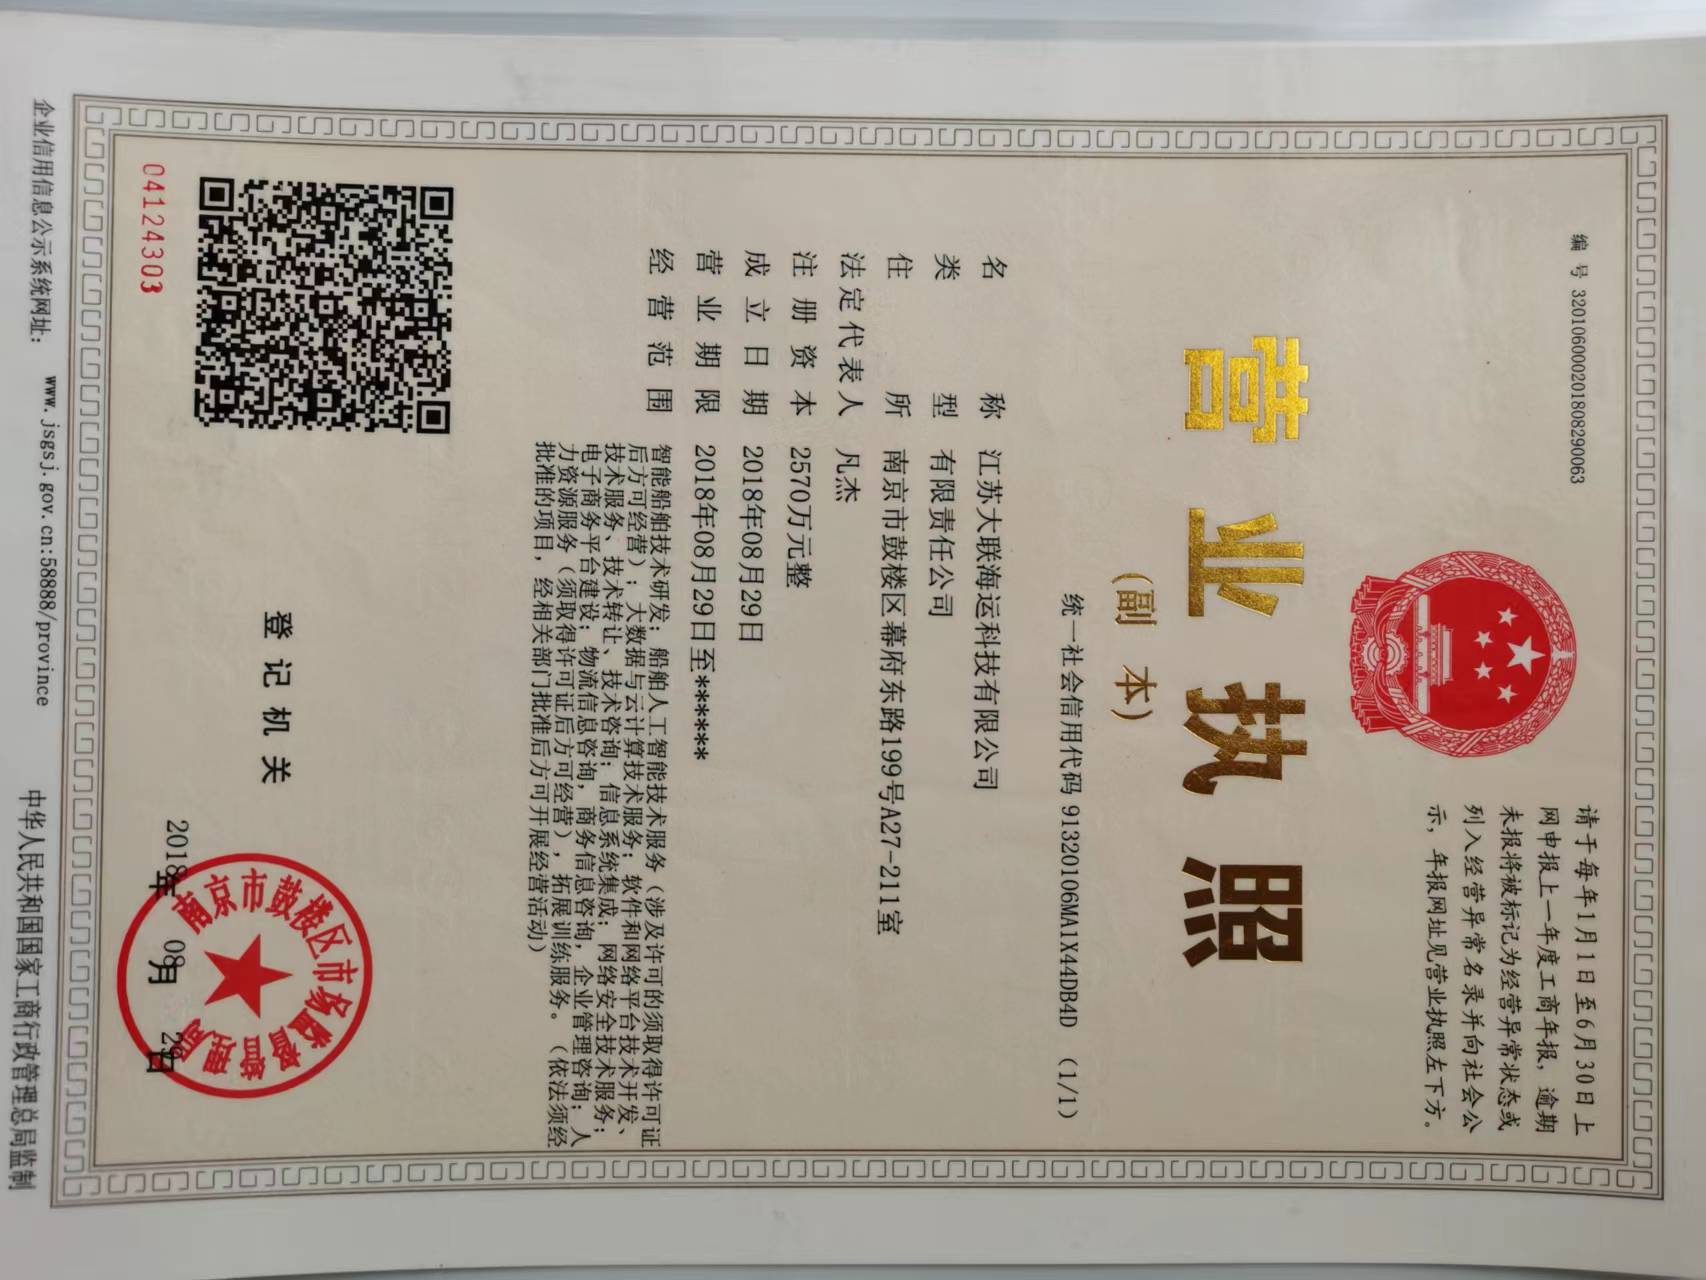 编 号 320106000201808290063
请于每年1月1日至6月30日上
网申报上一年度工商年报，逾期
未报将被标记为经营异常状态或
列入经营异常名录并向社会公
示，年报网址见营业执照左下方。
营业执照
（副 本）
统一社会信用代码 91320106MA1X44DB4D （1/1）
名 称 江苏大联海运科技有限公司
类 型 有限责任公司
住 所 南京市鼓楼区幕府东路199号A27-211室
法定代表人 凡杰
注册资本 2570万元整
成立日期 2018年08月29日
营业期限 2018年08月29日至******
经营范围 智能船舶技术研发；船舶人工智能技术服务（涉及许可的须取得许可证
后方可经营）；大数据与云计算技术服务；软件和网络平台技术开发、
技术服务、技术转让、技术咨询；信息系统集成；网络安全技术服务；
电子商务平台建设；物流信息咨询，商务信息咨询，企业管理咨询；人
力资源服务（须取得许可证后方可经营），拓展训练服务。（依法须经
批准的项目，经相关部门批准后方可开展经营活动）
登记机关
南京市鼓楼区市场监督管理局
2018年 08月 29日
04124303
企业信用信息公示系统网址： www.jsgsj.gov.cn:58888/province
中华人民共和国国家工商行政管理总局监制